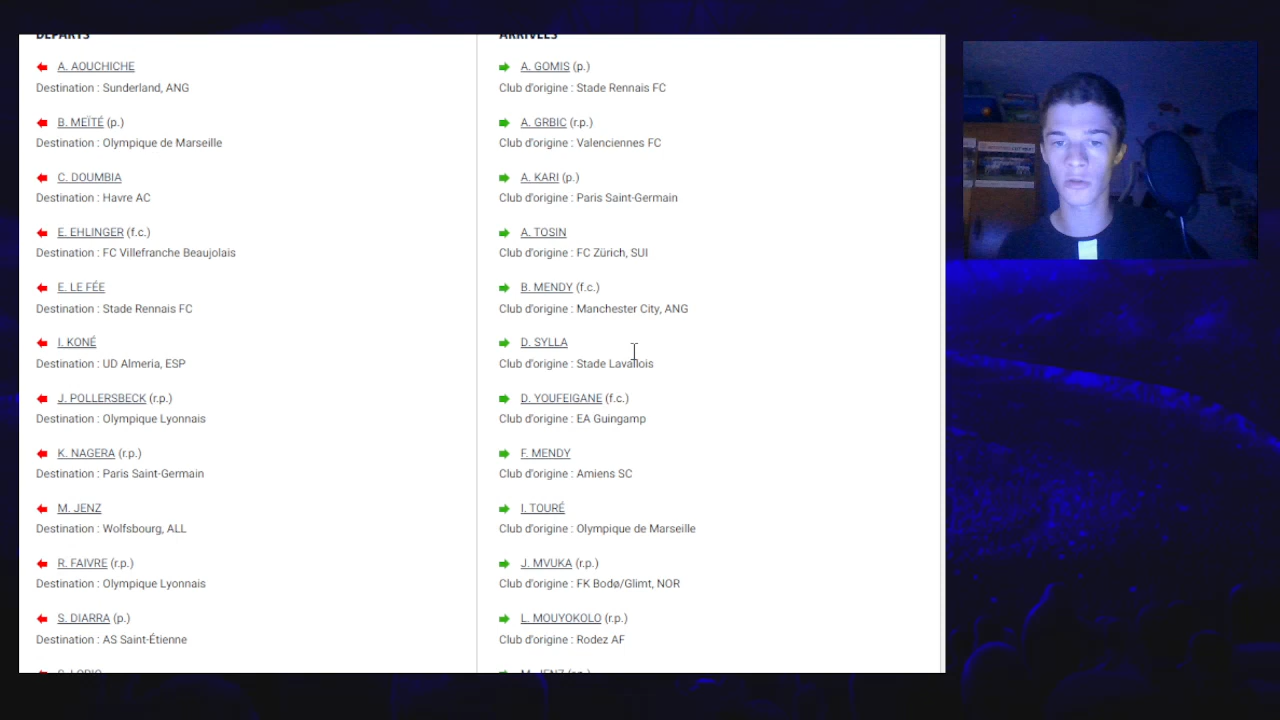 DÉPARTS
A. AOUCHICHE
Destination : Sunderland, ANG
B. MEÏTÉ (p.)
Destination : Olympique de Marseille
C. DOUMBIA
Destination : Havre AC
E. EHLINGER (f.c.)
Destination : FC Villefranche Beaujolais
E. LE FÉE
Destination : Stade Rennais FC
I. KONÉ
Destination : UD Almeria, ESP
J. POLLERSBECK (r.p.)
Destination : Olympique Lyonnais
K. NAGERA (r.p.)
Destination : Paris Saint-Germain
M. JENZ
Destination : Wolfsbourg, ALL
R. FAIVRE (r.p.)
Destination : Olympique Lyonnais
S. DIARRA (p.)
Destination : AS Saint-Étienne
ARRIVÉES
A. GOMIS (p.)
Club d'origine : Stade Rennais FC
A. GRBIC (r.p.)
Club d'origine : Valenciennes FC
A. KARI (p.)
Club d'origine : Paris Saint-Germain
A. TOSIN
Club d'origine : FC Zürich, SUI
B. MENDY (f.c.)
Club d'origine : Manchester City, ANG
D. SYLLA
Club d'origine : Stade Lavallois
D. YOUFEIGANE (f.c.)
Club d'origine : EA Guingamp
F. MENDY
Club d'origine : Amiens SC
I. TOURÉ
Club d'origine : Olympique de Marseille
J. MVUKA (r.p.)
Club d'origine : FK Bodø/Glimt, NOR
L. MOUYOKOLO (r.p.)
Club d'origine : Rodez AF